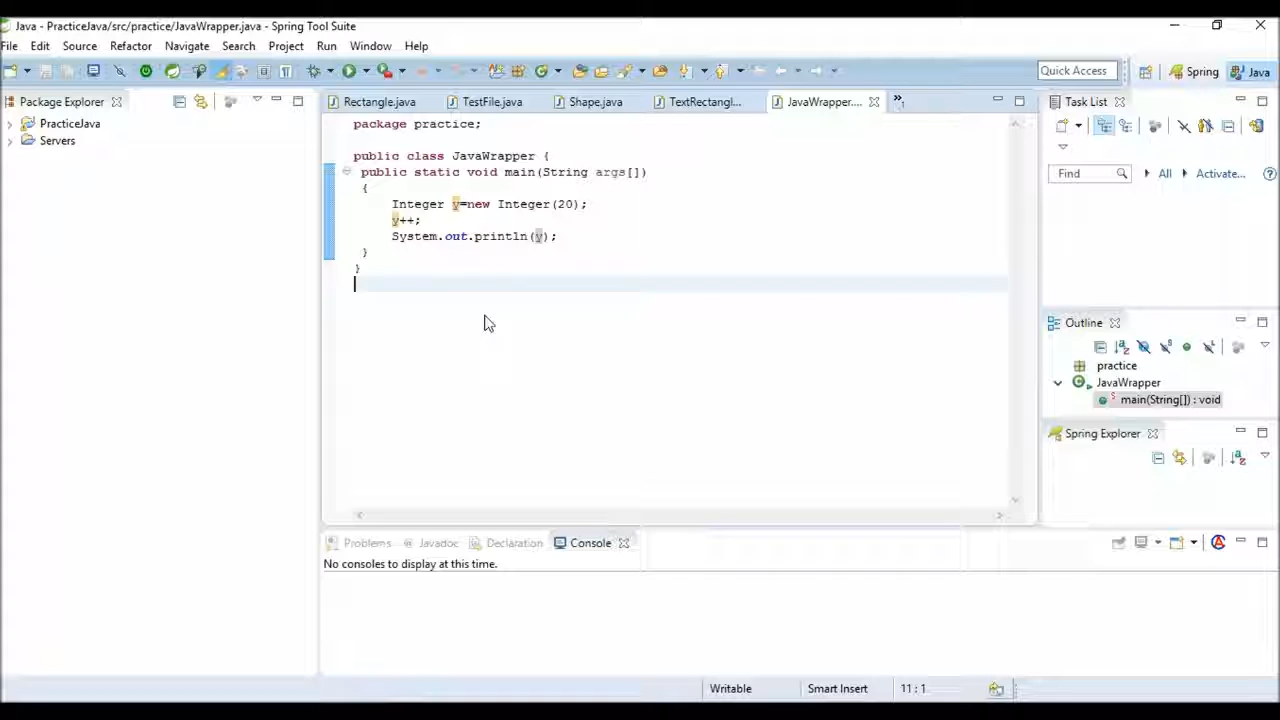 Java - PracticeJava/src/practice/JavaWrapper.java - Spring Tool Suite
File Edit Source Refactor Navigate Search Project Run Window Help
Quick Access Spring Java
Package Explorer
PracticeJava
Servers
Rectangle.java TestFile.java Shape.java TextRectangl... JavaWrapper.... »1
package practice;
public class JavaWrapper {
public static void main(String args[])
{
Integer y=new Integer(20);
y++;
System.out.println(y);
}
}
Task List
Find All Activate...
Outline
practice
JavaWrapper
main(String[]) : void
Spring Explorer
Problems Javadoc Declaration Console
No consoles to display at this time.
Writable Smart Insert 11 : 1